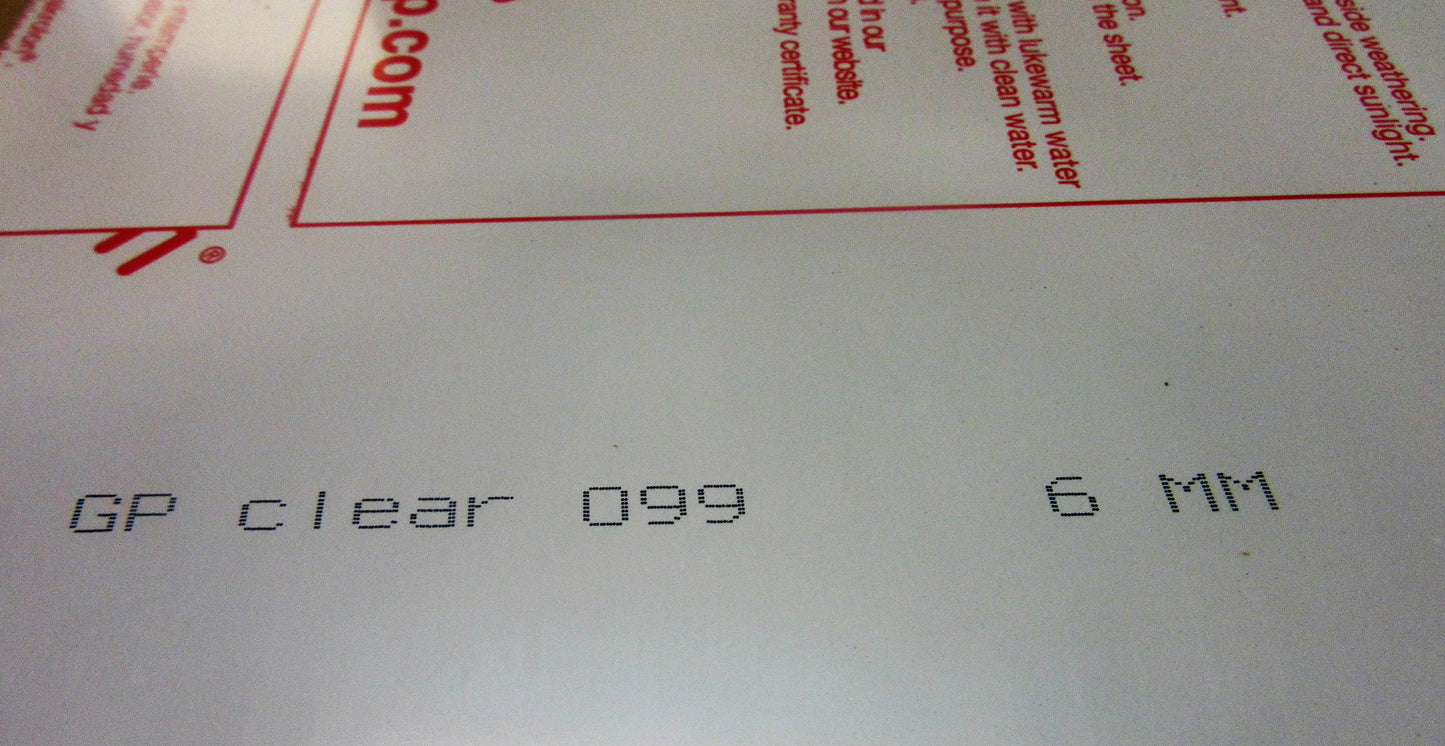 p.com
ranty certificate.
our website.
in our
purpose.
it with clean water.
with lukewarm water
the sheet.
on.
nt.
and direct sunlight.
side weathering.
®
GP clear 099 6 MM